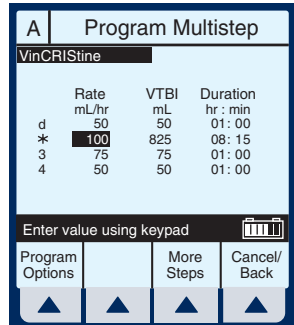 A Program Multistep
VinCRIStine
Rate VTBI Duration
mL/hr mL hr : min
d 50 50 01: 00
* 100 825 08: 15
3 75 75 01: 00
4 50 50 01: 00
Enter value using keypad
Program More Cancel/
Options Steps Back